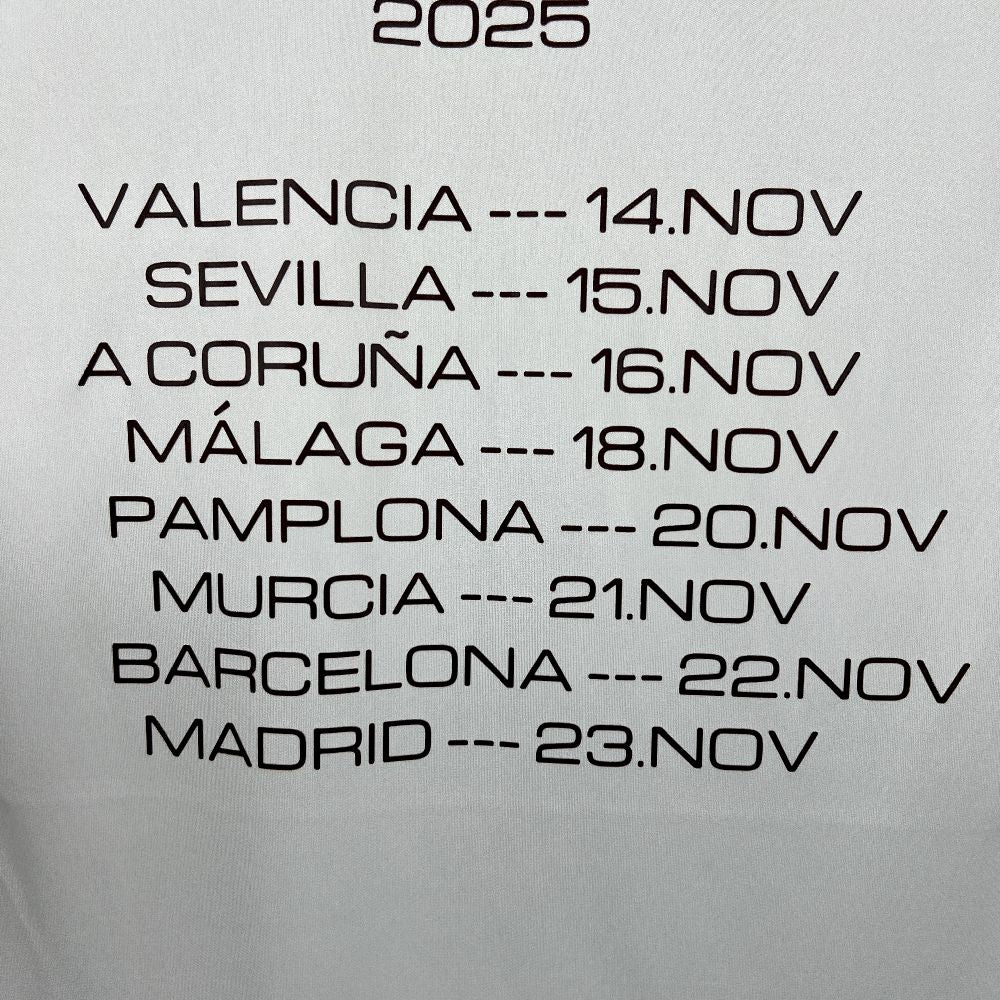 2025
VALENCIA --- 14.NOV
SEVILLA --- 15.NOV
A CORUÑA --- 16.NOV
MÁLAGA --- 18.NOV
PAMPLONA --- 20.NOV
MURCIA --- 21.NOV
BARCELONA --- 22.NOV
MADRID --- 23.NOV